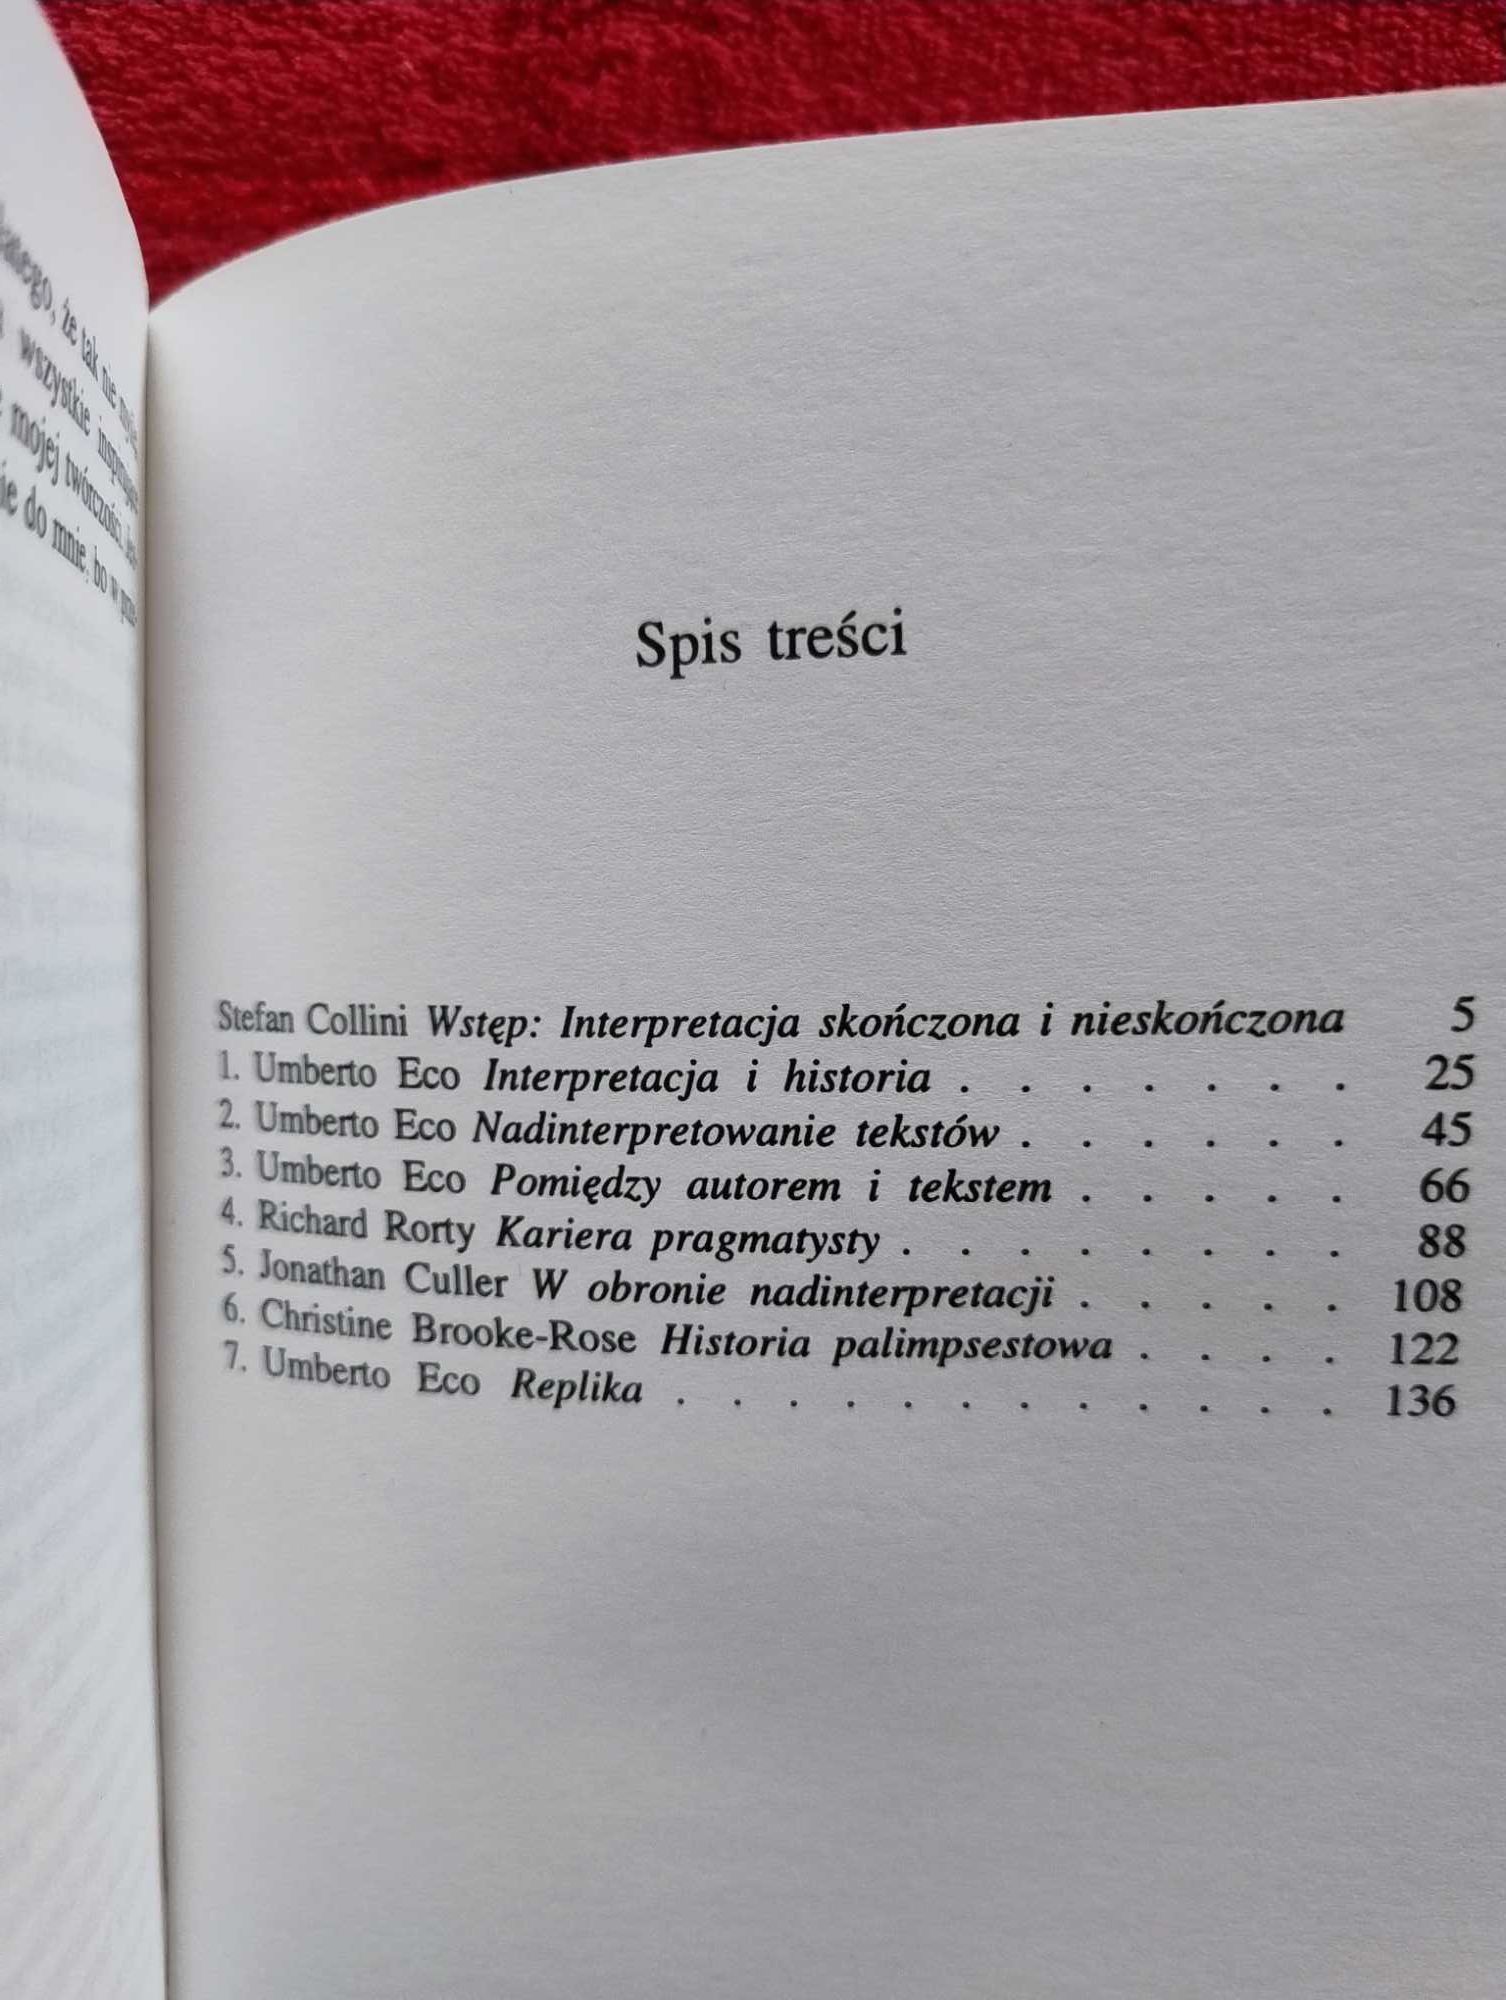 że tak nie myślę.
wszystkie inspirujące
mojej twórczości.
do mnie, bo w
Spis treści
Stefan Collini Wstęp: Interpretacja skończona i nieskończona 5
1. Umberto Eco Interpretacja i historia . . . . . . . 25
2. Umberto Eco Nadinterpretowanie tekstów . . . . . . 45
3. Umberto Eco Pomiędzy autorem i tekstem . . . . . 66
4. Richard Rorty Kariera pragmatysty . . . . . . . . 88
5. Jonathan Culler W obronie nadinterpretacji . . . . . 108
6. Christine Brooke-Rose Historia palimpsestowa . . . . 122
7. Umberto Eco Replika . . . . . . . . . . . . 136